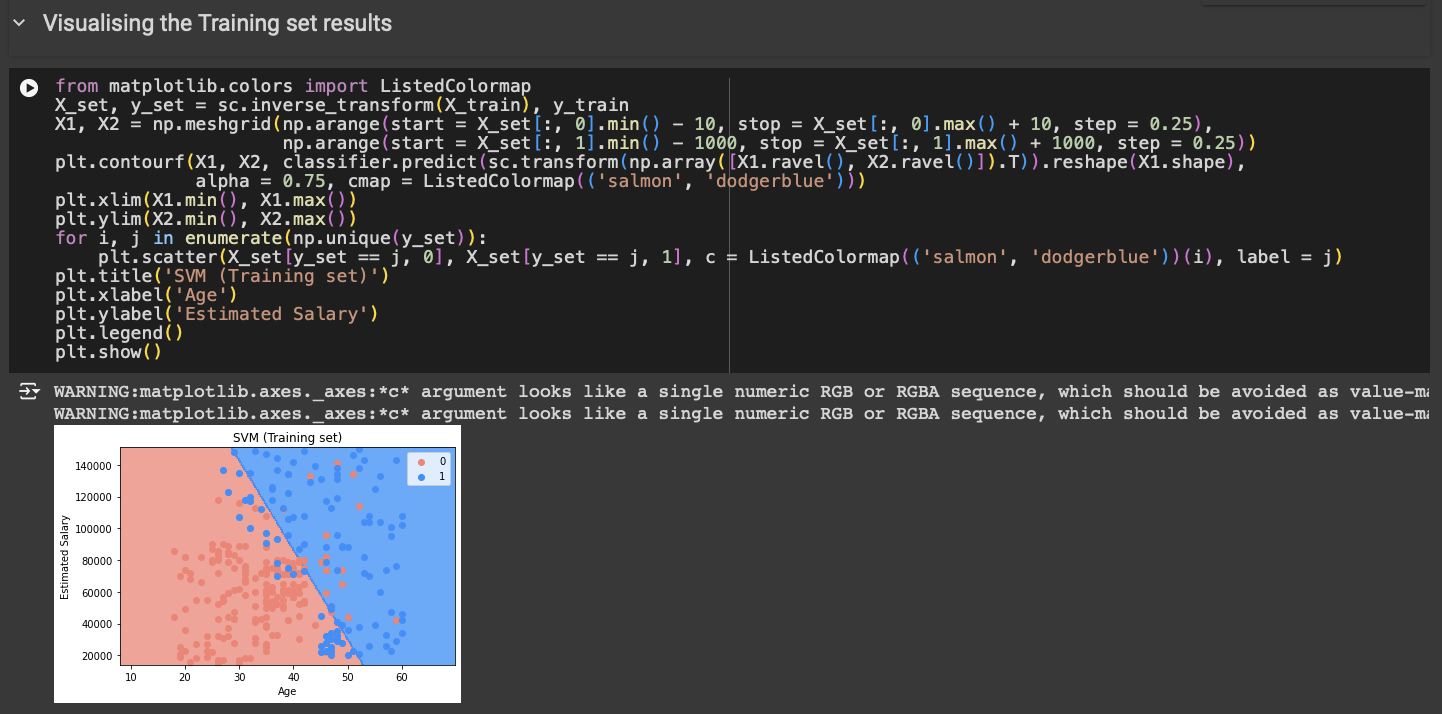 Visualising the Training set results
from matplotlib.colors import ListedColormap
X_set, y_set = sc.inverse_transform(X_train), y_train
X1, X2 = np.meshgrid(np.arange(start = X_set[:, 0].min() - 10, stop = X_set[:, 0].max() + 10, step = 0.25),
                     np.arange(start = X_set[:, 1].min() - 1000, stop = X_set[:, 1].max() + 1000, step = 0.25))
plt.contourf(X1, X2, classifier.predict(sc.transform(np.array([X1.ravel(), X2.ravel()]).T)).reshape(X1.shape),
             alpha = 0.75, cmap = ListedColormap(('salmon', 'dodgerblue')))
plt.xlim(X1.min(), X1.max())
plt.ylim(X2.min(), X2.max())
for i, j in enumerate(np.unique(y_set)):
    plt.scatter(X_set[y_set == j, 0], X_set[y_set == j, 1], c = ListedColormap(('salmon', 'dodgerblue'))(i), label = j)
plt.title('SVM (Training set)')
plt.xlabel('Age')
plt.ylabel('Estimated Salary')
plt.legend()
plt.show()
WARNING:matplotlib.axes._axes:*c* argument looks like a single numeric RGB or RGBA sequence, which should be avoided as value-ma
WARNING:matplotlib.axes._axes:*c* argument looks like a single numeric RGB or RGBA sequence, which should be avoided as value-ma
SVM (Training set)
0
1
140000
120000
100000
80000
60000
40000
20000
Estimated Salary
10 20 30 40 50 60
Age